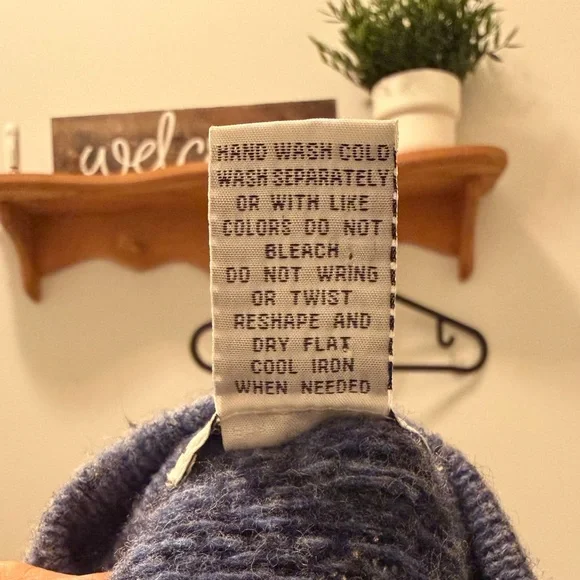 welc
HAND WASH COLD
WASH SEPARATELY
OR WITH LIKE
COLORS DO NOT
BLEACH,
DO NOT WRING
OR TWIST
RESHAPE AND
DRY FLAT
COOL IRON
WHEN NEEDED